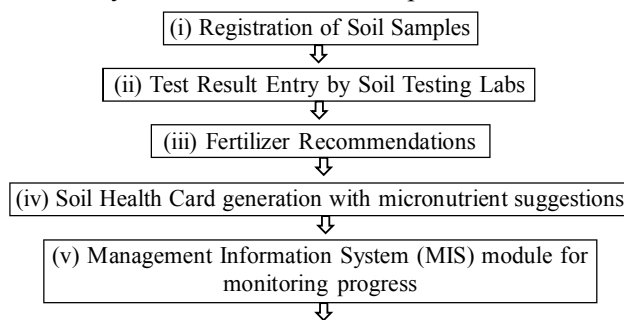 (i) Registration of Soil Samples
(ii) Test Result Entry by Soil Testing Labs
(iii) Fertilizer Recommendations
(iv) Soil Health Card generation with micronutrient suggestions
(v) Management Information System (MIS) module for
monitoring progress